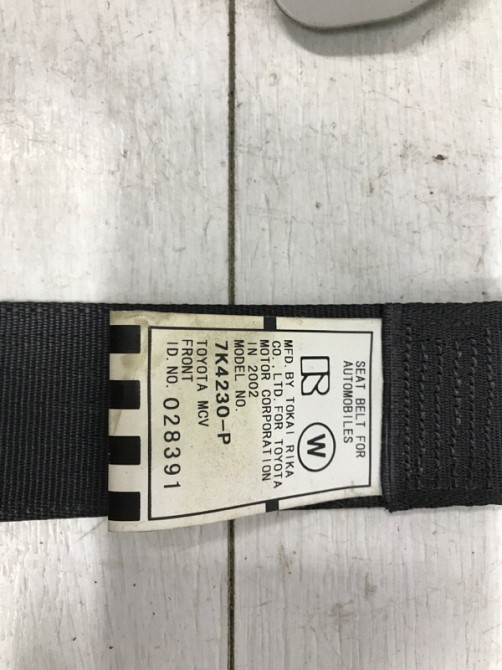 SEAT BELT FOR
AUTOMOBILES
R W
MFD. BY TOKAI RIKA
CO., LTD. FOR TOYOTA
MOTOR CORPORATION
IN 2002
MODEL NO.
7K4230-P
TOYOTA MCV
FRONT
ID NO. 028391